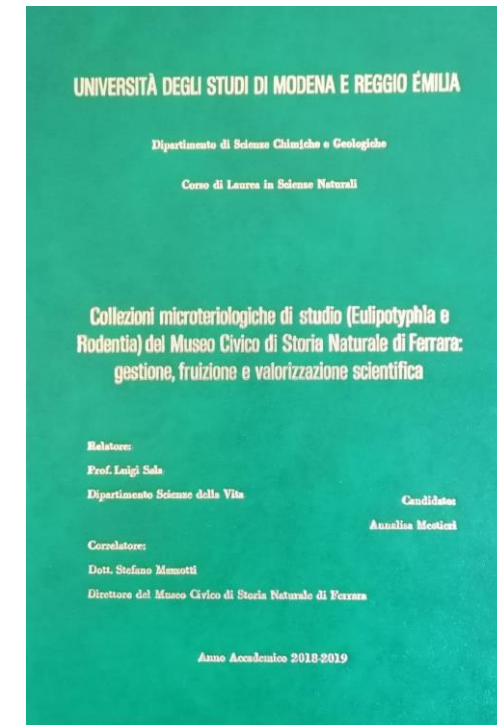 UNIVERSITÀ DEGLI STUDI DI MODENA E REGGIO ÉMILIA
Dipartimento di Scienze Chimiche e Geologiche
Corso di Laurea in Scienze Naturali
Collezioni microteriologiche di studio (Eulipotyphla e
Rodentia) del Museo Civico di Storia Naturale di Ferrara:
gestione, fruizione e valorizzazione scientifica
Relatore:
Prof. Luigi Sala
Dipartimento Scienze della Vita
Candidato:
Annalisa Mestieri
Correlatore:
Dott. Stefano Mazzotti
Direttore del Museo Civico di Storia Naturale di Ferrara
Anno Accademico 2018-2019